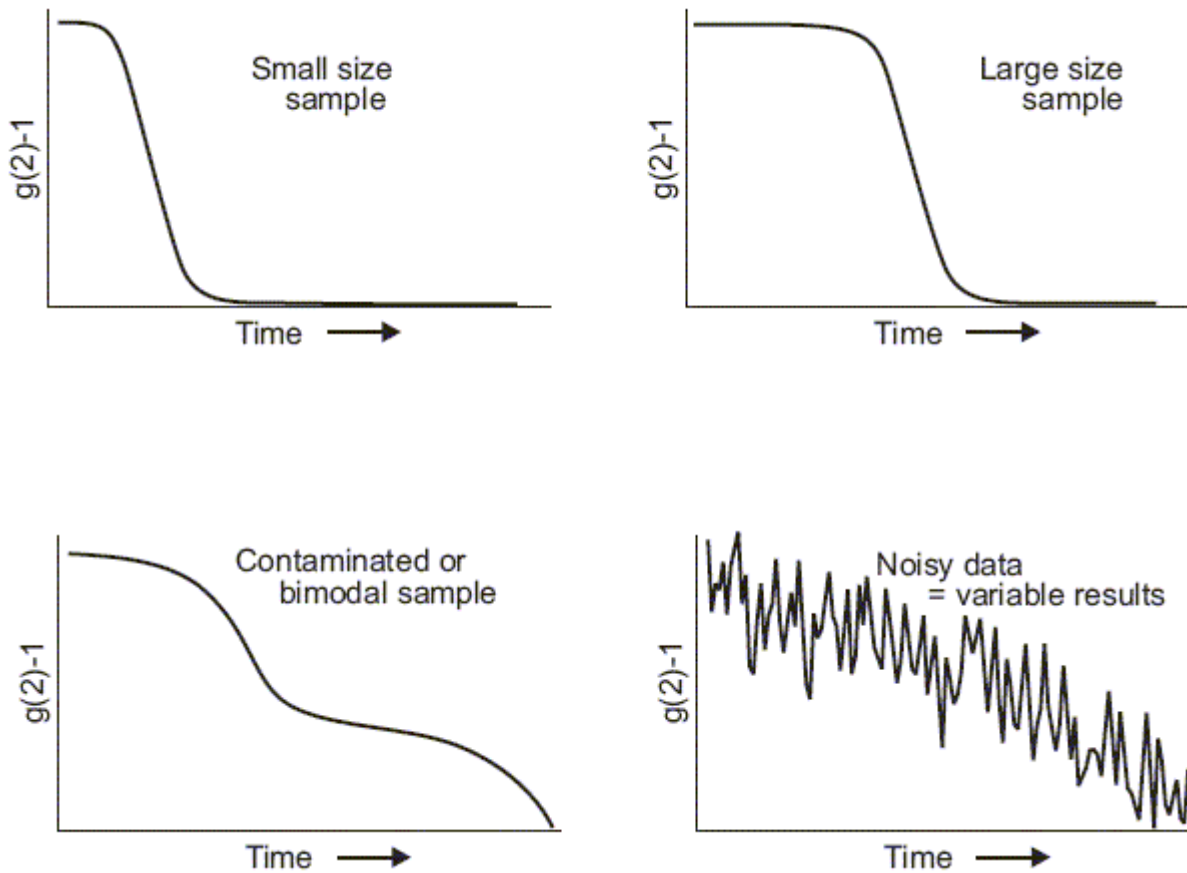 Small size
sample
g(2)-1
Time
Large size
sample
g(2)-1
Time
Contaminated or
bimodal sample
g(2)-1
Time
Noisy data
= variable results
g(2)-1
Time